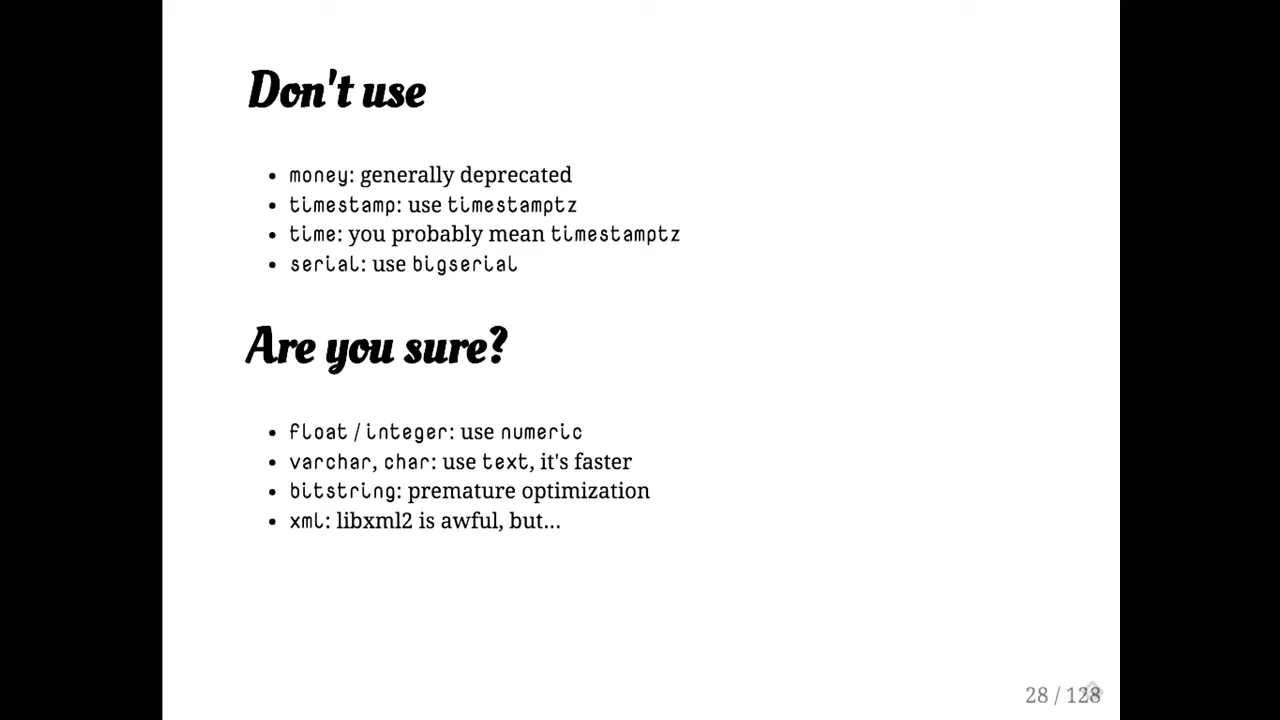 Don't use
• money: generally deprecated
• timestamp: use timestamptz
• time: you probably mean timestamptz
• serial: use bigserial
Are you sure?
• float / integer: use numeric
• varchar, char: use text, it's faster
• bitstring: premature optimization
• xml: libxml2 is awful, but...
28 / 128